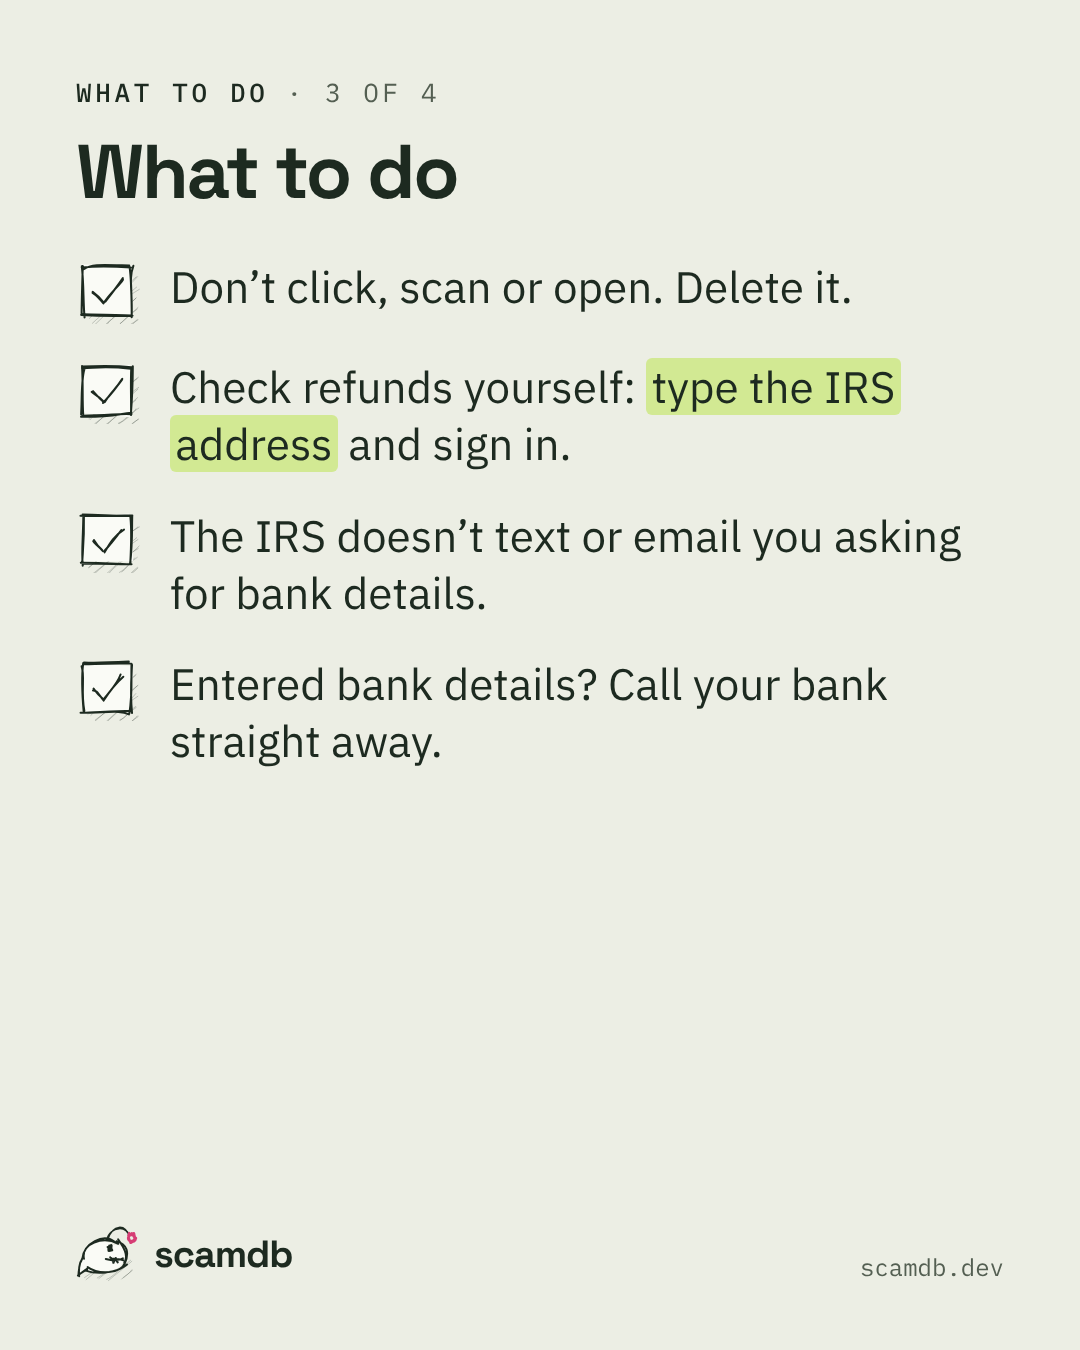 WHAT TO DO · 3 OF 4
What to do
Don’t click, scan or open. Delete it.
Check refunds yourself: type the IRS
address and sign in.
The IRS doesn’t text or email you asking
for bank details.
Entered bank details? Call your bank
straight away.
scamdb
scamdb.dev